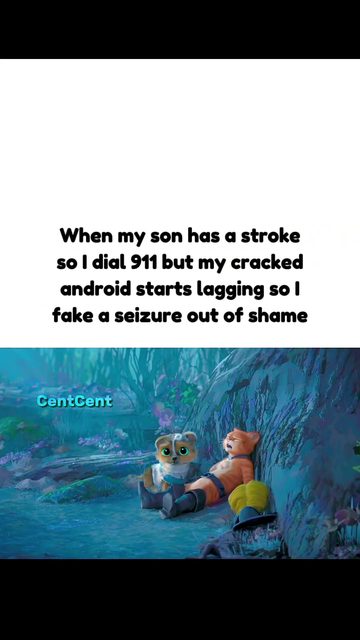 When my son has a stroke
so I dial 911 but my cracked
android starts lagging so I
fake a seizure out of shame
CentCent